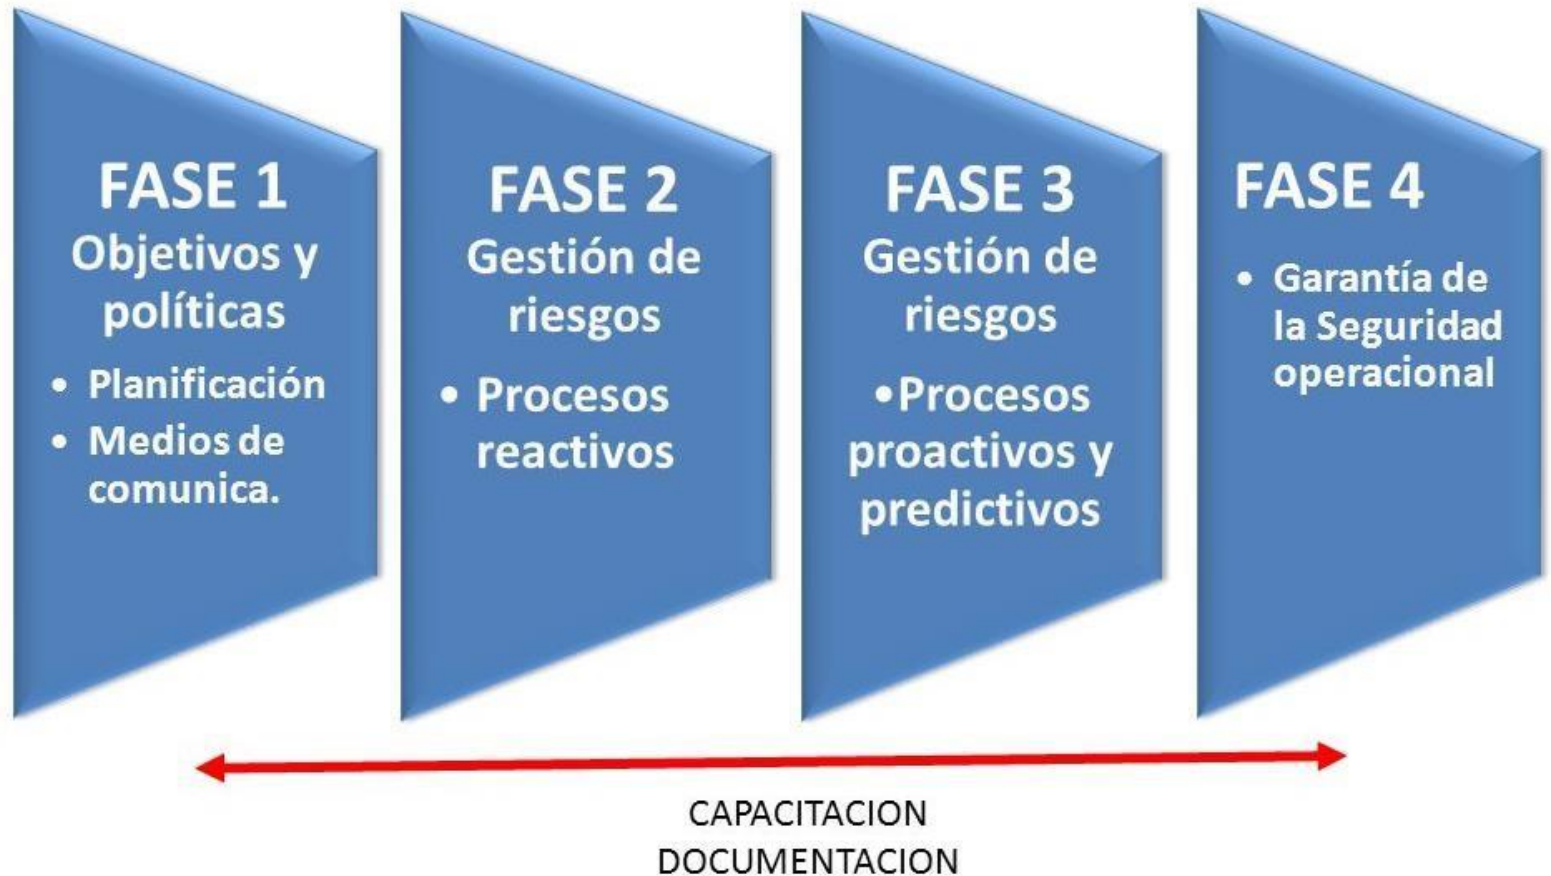 FASE 1
Objetivos y
políticas
• Planificación
• Medios de
comunica.
FASE 2
Gestión de
riesgos
• Procesos
reactivos
FASE 3
Gestión de
riesgos
•Procesos
proactivos y
predictivos
FASE 4
• Garantía de
la Seguridad
operacional
CAPACITACION
DOCUMENTACION